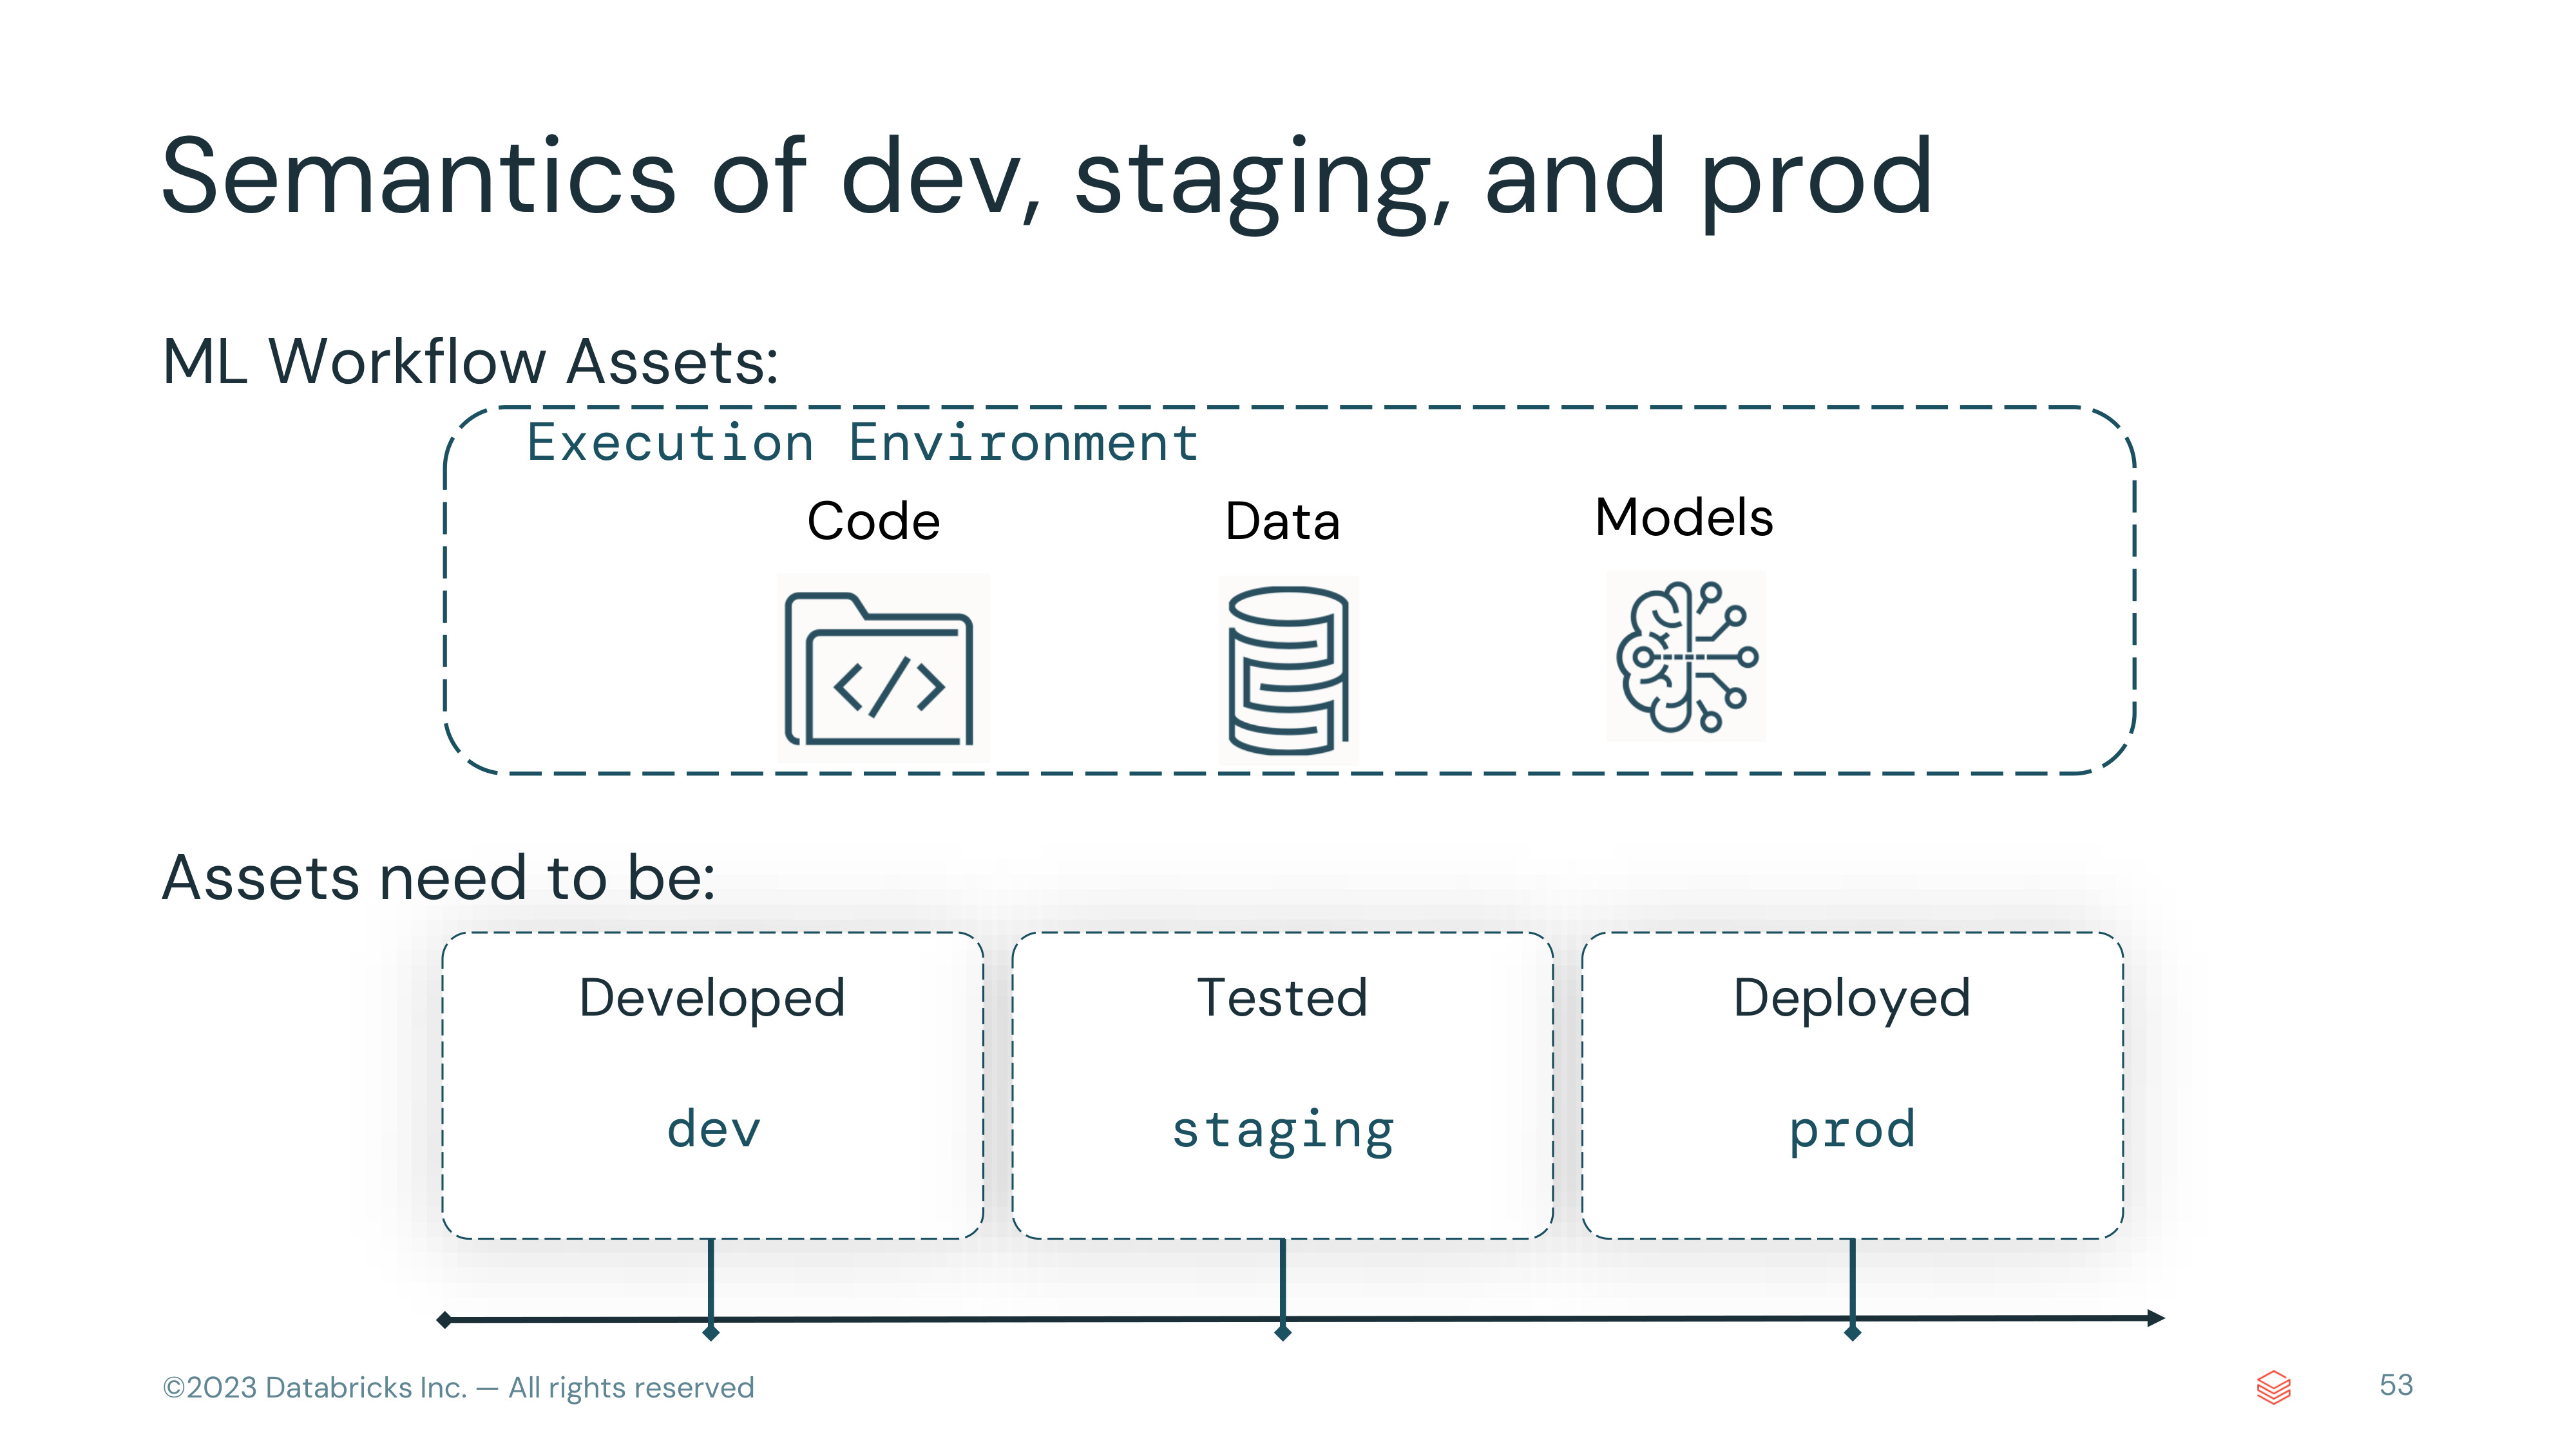 Semantics of dev, staging, and prod
ML Workflow Assets:
Execution Environment
Code
Data
Models
</>
Assets need to be:
Developed
Tested
Deployed
dev
staging
prod
©2023 Databricks Inc. — All rights reserved
53